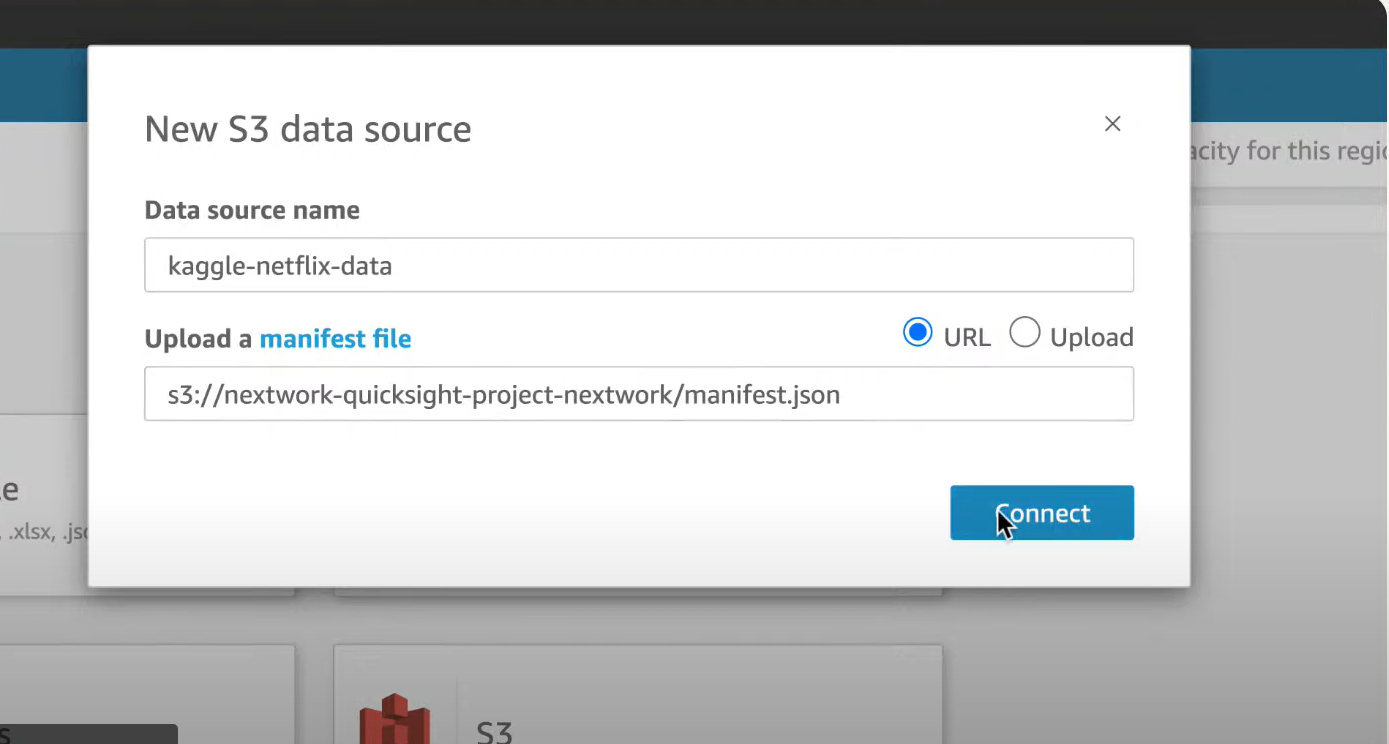 New S3 data source
acity for this regi
Data source name
kaggle-netflix-data
Upload a manifest file
URL
Upload
s3://nextwork-quicksight-project-nextwork/manifest.json
Connect
e
, .xlsx, .js
S3
s